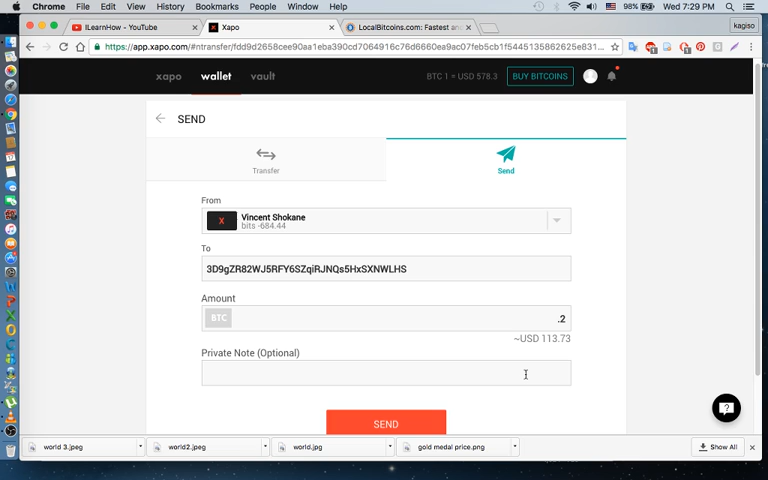 Chrome File Edit View History Bookmarks People Window Help 98% Wed 7:29 PM
ILearnHow - YouTube × Xapo × LocalBitcoins.com: Fastest an × kagiso
https://app.xapo.com/#ntransfer/fdd9d2658cee90aa1eba390cd7064916c76d6660ea9ac07feb5cb1f5445135862625e831...
xapo wallet vault BTC 1 = USD 578.3 BUY BITCOINS
SEND
Transfer Send
From
X Vincent Shokane
bits -684.44
To
3D9gZR82WJ5RFY6SZqiRJNQs5HxSXNWLHS
Amount
BTC .2
~USD 113.73
Private Note (Optional)
SEND
world 3.jpeg world2.jpeg world.jpg gold medal price.png Show All ×